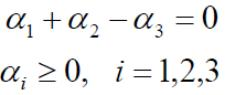 α₁ + α₂ − α₃ = 0
αᵢ ≥ 0, i = 1,2,3